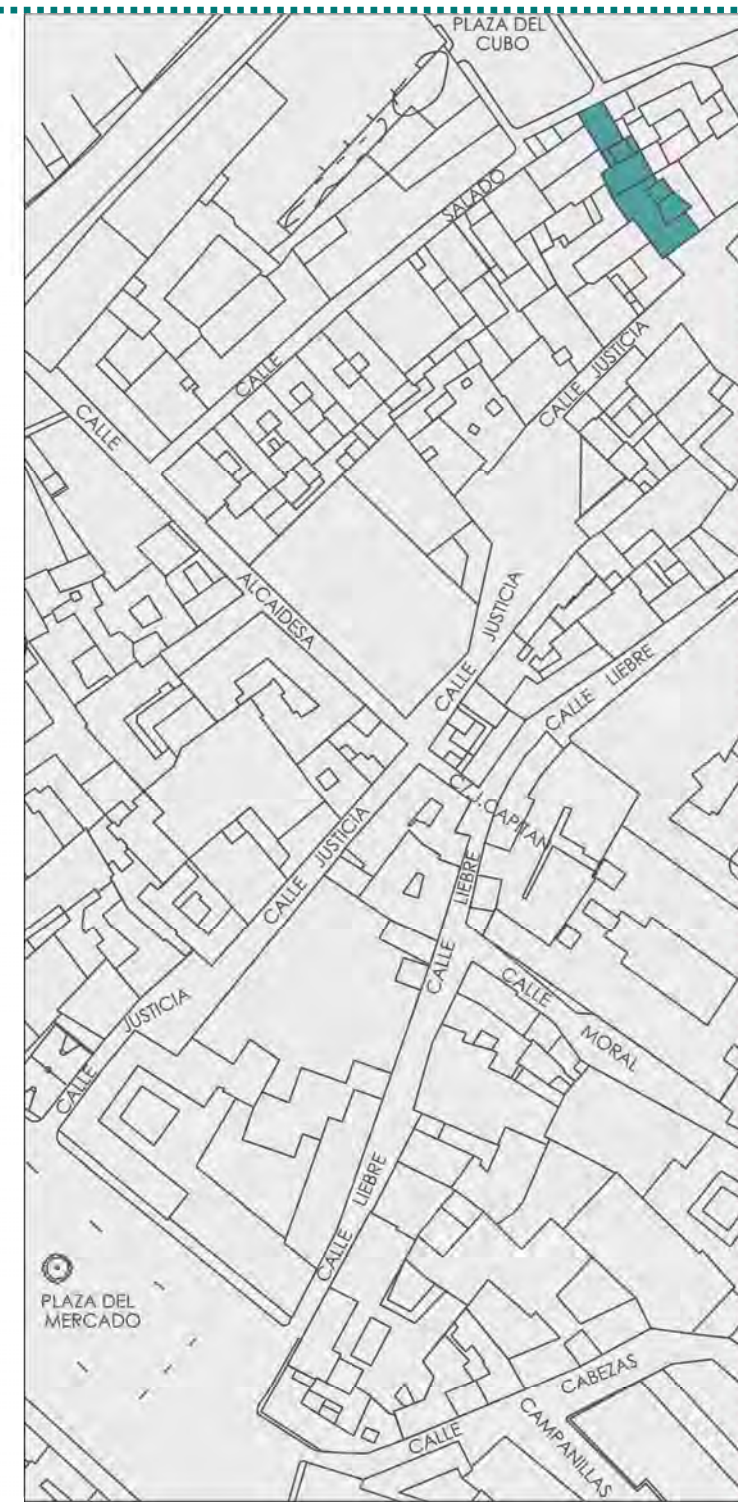 PLAZA DEL
CUBO
CALLE SALADO
CALLE JUSTICIA
CALLE ALCAIDESA
CALLE JUSTICIA
CALLE LIEBRE
C/ J.CAPITAN
CALLE JUSTICIA
CALLE LIEBRE
CALLE MORAL
CALLE JUSTICIA
CALLE LIEBRE
PLAZA DEL
MERCADO
CALLE CABEZAS
CAMPANILLAS